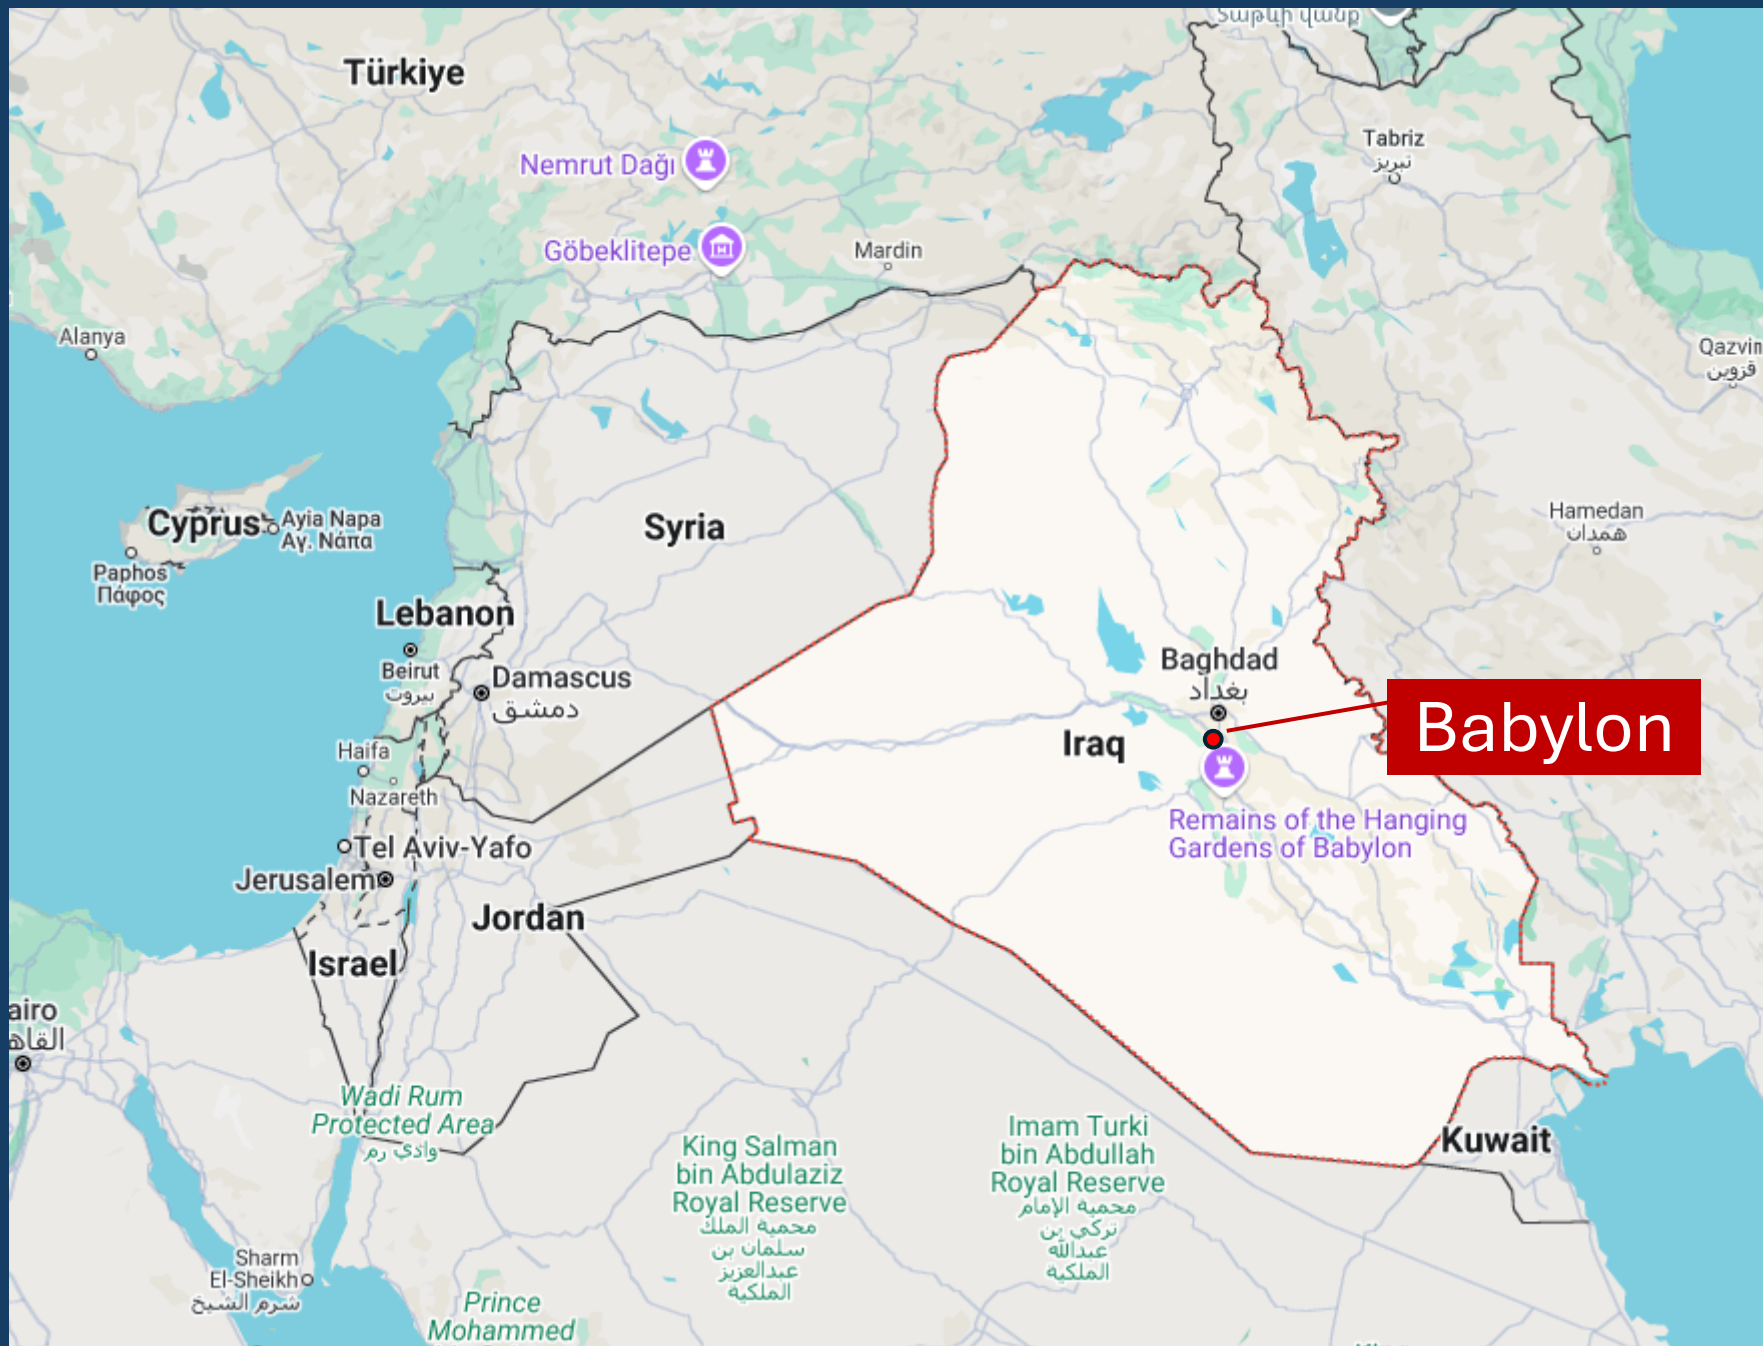 Տաթևի վանք
Türkiye
Tabriz
تبریز
Nemrut Dağı
Göbeklitepe
Mardin
Alanya
Qazvin
قزوین
Cyprus
Ayia Napa
Αγ. Νάπα
Syria
Hamedan
همدان
Paphos
Πάφος
Lebanon
Beirut
بيروت
Damascus
دمشق
Baghdad
بغداد
Babylon
Iraq
Haifa
Nazareth
Remains of the Hanging
Gardens of Babylon
Tel Aviv-Yafo
Jerusalem
Jordan
Israel
airo
القاه
Wadi Rum
Protected Area
وادي رم
King Salman
bin Abdulaziz
Royal Reserve
محمية الملك
سلمان بن
عبدالعزيز
الملكية
Imam Turki
bin Abdullah
Royal Reserve
محمية الإمام
تركي بن
عبدالله
الملكية
Kuwait
Sharm
El-Sheikh
شرم الشيخ
Prince
Mohammed